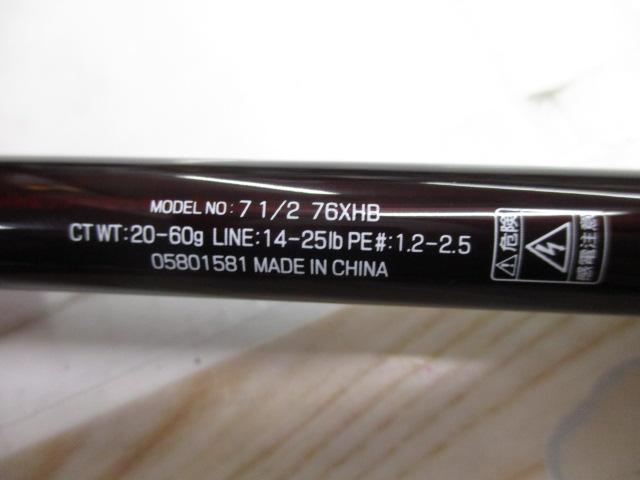 MODEL NO: 7 1/2 76XHB
CT WT:20-60g LINE:14-25lb PE#:1.2-2.5
05801581 MADE IN CHINA
危険
感電注意